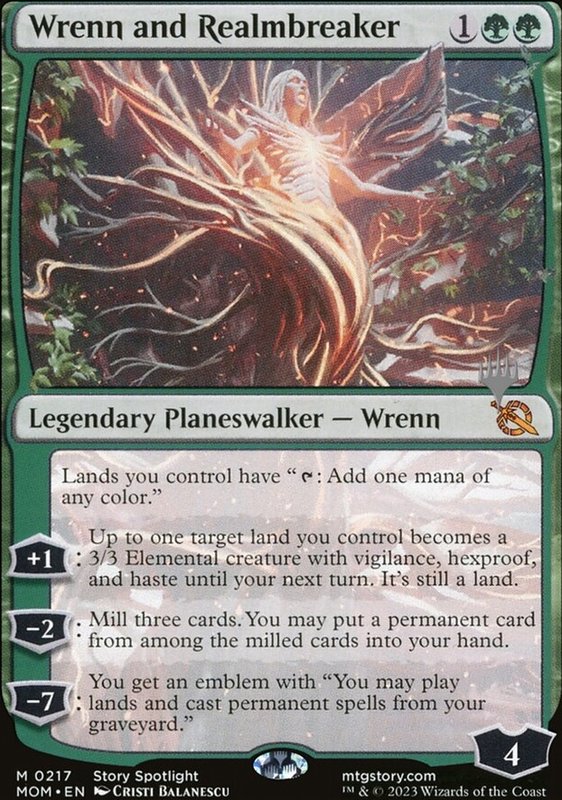 Wrenn and Realmbreaker 1
Legendary Planeswalker — Wrenn
Lands you control have “: Add one mana of
any color.”
+1 : Up to one target land you control becomes a
3/3 Elemental creature with vigilance, hexproof,
and haste until your next turn. It's still a land.
−2 : Mill three cards. You may put a permanent card
from among the milled cards into your hand.
−7 : You get an emblem with “You may play
lands and cast permanent spells from your
graveyard.”
4
M 0217 Story Spotlight mtgstory.com
MOM • EN Cristi Balanescu ™ & © 2023 Wizards of the Coast